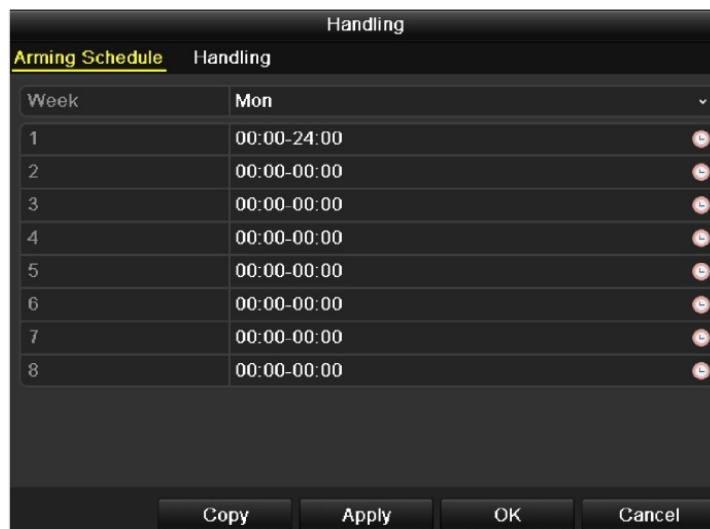 Handling
Arming Schedule Handling
Week Mon
1 00:00-24:00
2 00:00-00:00
3 00:00-00:00
4 00:00-00:00
5 00:00-00:00
6 00:00-00:00
7 00:00-00:00
8 00:00-00:00
Copy Apply OK Cancel